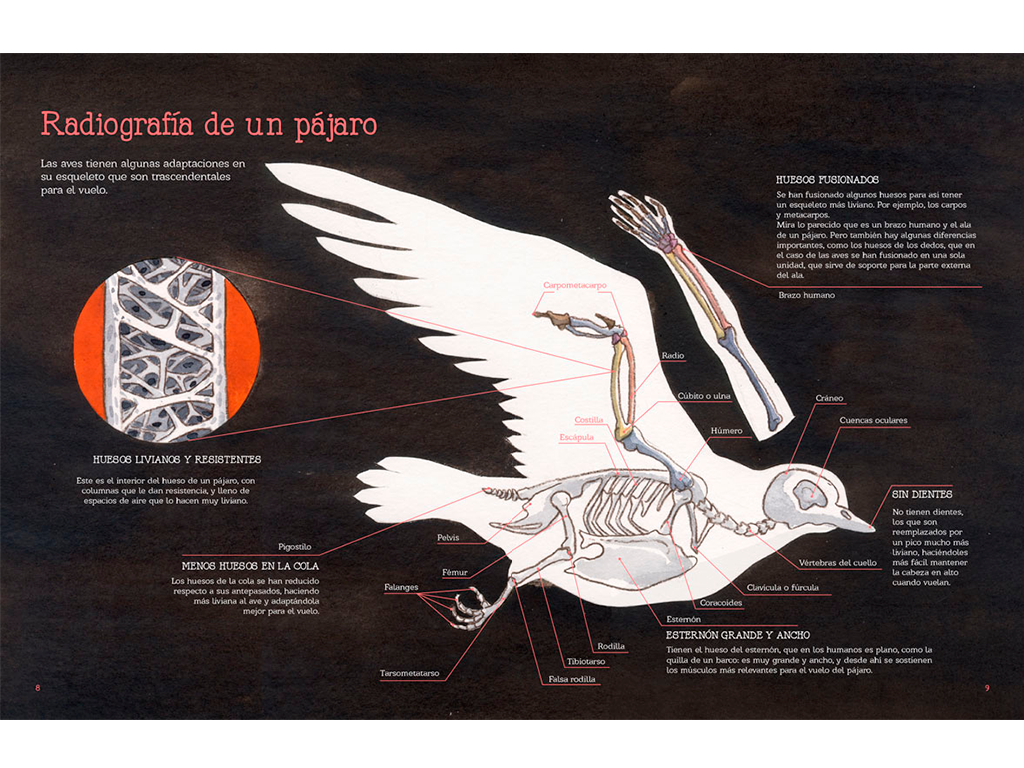 Radiografía de un pájaro
Las aves tienen algunas adaptaciones en
su esqueleto que son trascendentales
para el vuelo.
HUESOS FUSIONADOS
Se han fusionado algunos huesos para así tener
un esqueleto más liviano. Por ejemplo, los carpos
y metacarpos.
Mira lo parecido que es un brazo humano y el ala
de un pájaro. Pero también hay algunas diferencias
importantes, como los huesos de los dedos, que en
el caso de las aves se han fusionado en una sola
unidad, que sirve de soporte para la parte externa
del ala.
Brazo humano
Carpometacarpo
Radio
Cúbito o ulna
Cráneo
Cuencas oculares
Costilla
Escápula
Húmero
HUESOS LIVIANOS Y RESISTENTES
Este es el interior del hueso de un pájaro, con
columnas que le dan resistencia, y lleno de
espacios de aire que lo hacen muy liviano.
SIN DIENTES
No tienen dientes,
los que son
reemplazados por
un pico mucho más
liviano, haciéndoles
más fácil mantener
la cabeza en alto
cuando vuelan.
Pigostilo
Pelvis
MENOS HUESOS EN LA COLA
Los huesos de la cola se han reducido
respecto a sus antepasados, haciendo
más liviana al ave y adaptándola
mejor para el vuelo.
Fémur
Falanges
Vértebras del cuello
Clavícula o fúrcula
Coracoides
Esternón
ESTERNÓN GRANDE Y ANCHO
Tienen el hueso del esternón, que en los humanos es plano, como la
quilla de un barco: es muy grande y ancho, y desde ahí se sostienen
los músculos más relevantes para el vuelo del pájaro.
Rodilla
Tibiotarso
Falsa rodilla
Tarsometatarso
8
9